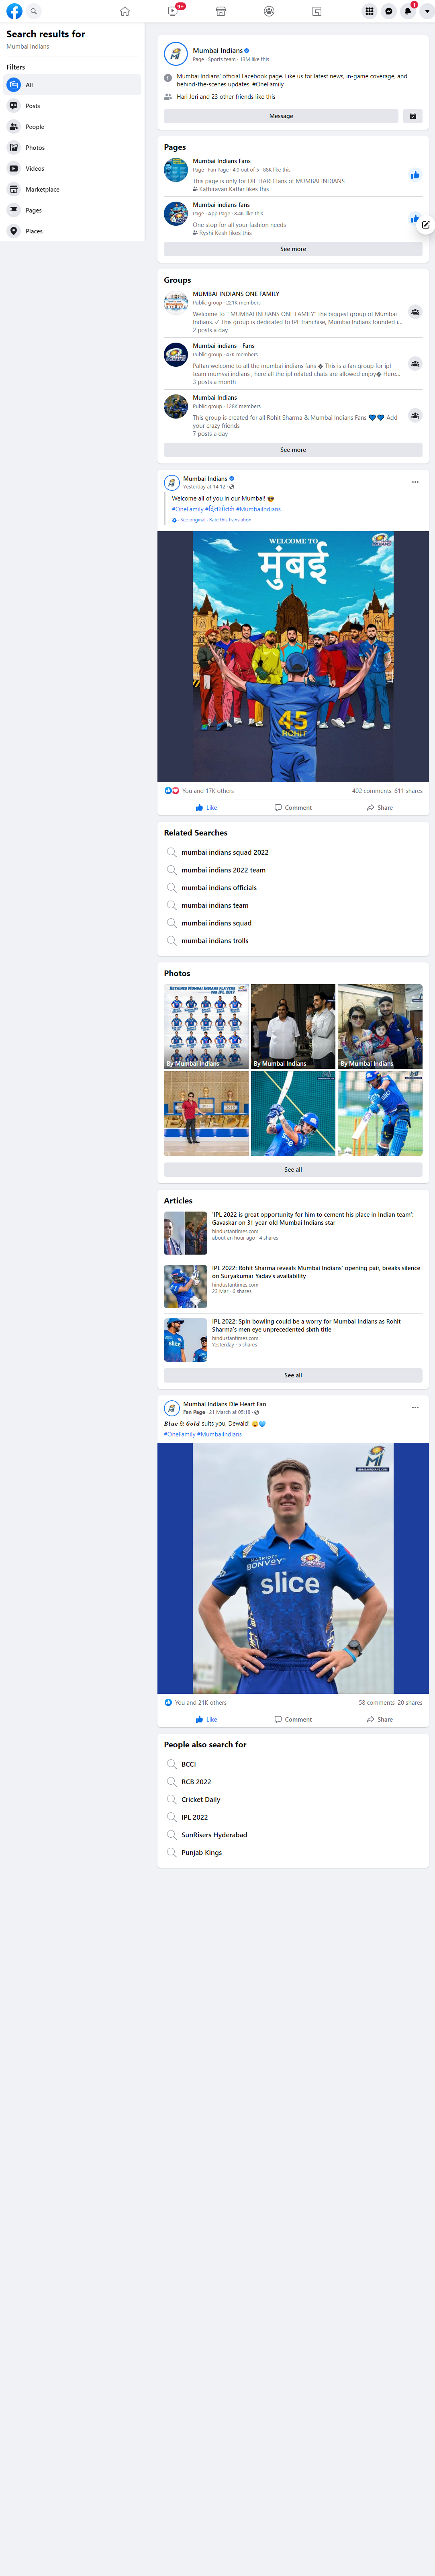 9+
1
Search results for
Mumbai indians
Filters
All
Posts
People
Photos
Videos
Marketplace
Pages
Places
Mumbai Indians
Page · Sports team · 13M like this
Mumbai Indians' official Facebook page. Like us for latest news, in-game coverage, and
behind-the-scenes updates. #OneFamily
Hari Jeri and 23 other friends like this
Message
Pages
Mumbai Indians Fans
Page · Fan Page · 4.9 out of 5 · 88K like this
This page is only for DIE HARD fans of MUMBAI INDIANS
Kathiravan Kathir likes this
Mumbai indians fans
Page · App Page · 6.4K like this
One stop for all your fashion needs
Ryshi Kesh likes this
See more
Groups
MUMBAI INDIANS ONE FAMILY
Public group · 221K members
Welcome to " MUMBAI INDIANS ONE FAMILY" the biggest group of Mumbai
Indians. ✓ This group is dedicated to IPL franchise, Mumbai Indians founded i...
2 posts a day
Mumbai indians - Fans
Public group · 47K members
Paltan welcome to all the mumbai indians fans � This is a fan group for ipl
team mumvai indians , here all the ipl related chats are allowed enjoy� Here...
3 posts a month
Mumbai Indians
Public group · 128K members
This group is created for all Rohit Sharma & Mumbai Indians Fans 💙💙 Add
your crazy friends
7 posts a day
See more
Mumbai Indians
Yesterday at 14:12 ·
Welcome all of you in our Mumbai! 😎
#OneFamily #दिलखोलके #MumbaiIndians
· See original · Rate this translation
WELCOME TO
मुंबई
45
ROHIT
You and 17K others
402 comments 611 shares
Like
Comment
Share
Related Searches
mumbai indians squad 2022
mumbai indians 2022 team
mumbai indians officials
mumbai indians team
mumbai indians squad
mumbai indians trolls
Photos
RETAINED MUMBAI INDIANS PLAYERS
FOR IPL 2017
By Mumbai Indians
By Mumbai Indians
By Mumbai Indians
See all
Articles
'IPL 2022 is great opportunity for him to cement his place in Indian team':
Gavaskar on 31-year-old Mumbai Indians star
hindustantimes.com
about an hour ago · 4 shares
IPL 2022: Rohit Sharma reveals Mumbai Indians' opening pair, breaks silence
on Suryakumar Yadav's availability
hindustantimes.com
23 Mar · 6 shares
slice
IPL 2022: Spin bowling could be a worry for Mumbai Indians as Rohit
Sharma's men eye unprecedented sixth title
hindustantimes.com
Yesterday · 5 shares
See all
Mumbai Indians Die Heart Fan
Fan Page · 21 March at 05:18 ·
𝑩𝒍𝒖𝒆 & 𝑮𝒐𝒍𝒅 suits you, Dewald! 😉💙
#OneFamily #MumbaiIndians
MI
MUMBAIINDIANS.COM
MARRIOTT
BONVOY
slice
You and 21K others
58 comments 20 shares
Like
Comment
Share
People also search for
BCCI
RCB 2022
Cricket Daily
IPL 2022
SunRisers Hyderabad
Punjab Kings